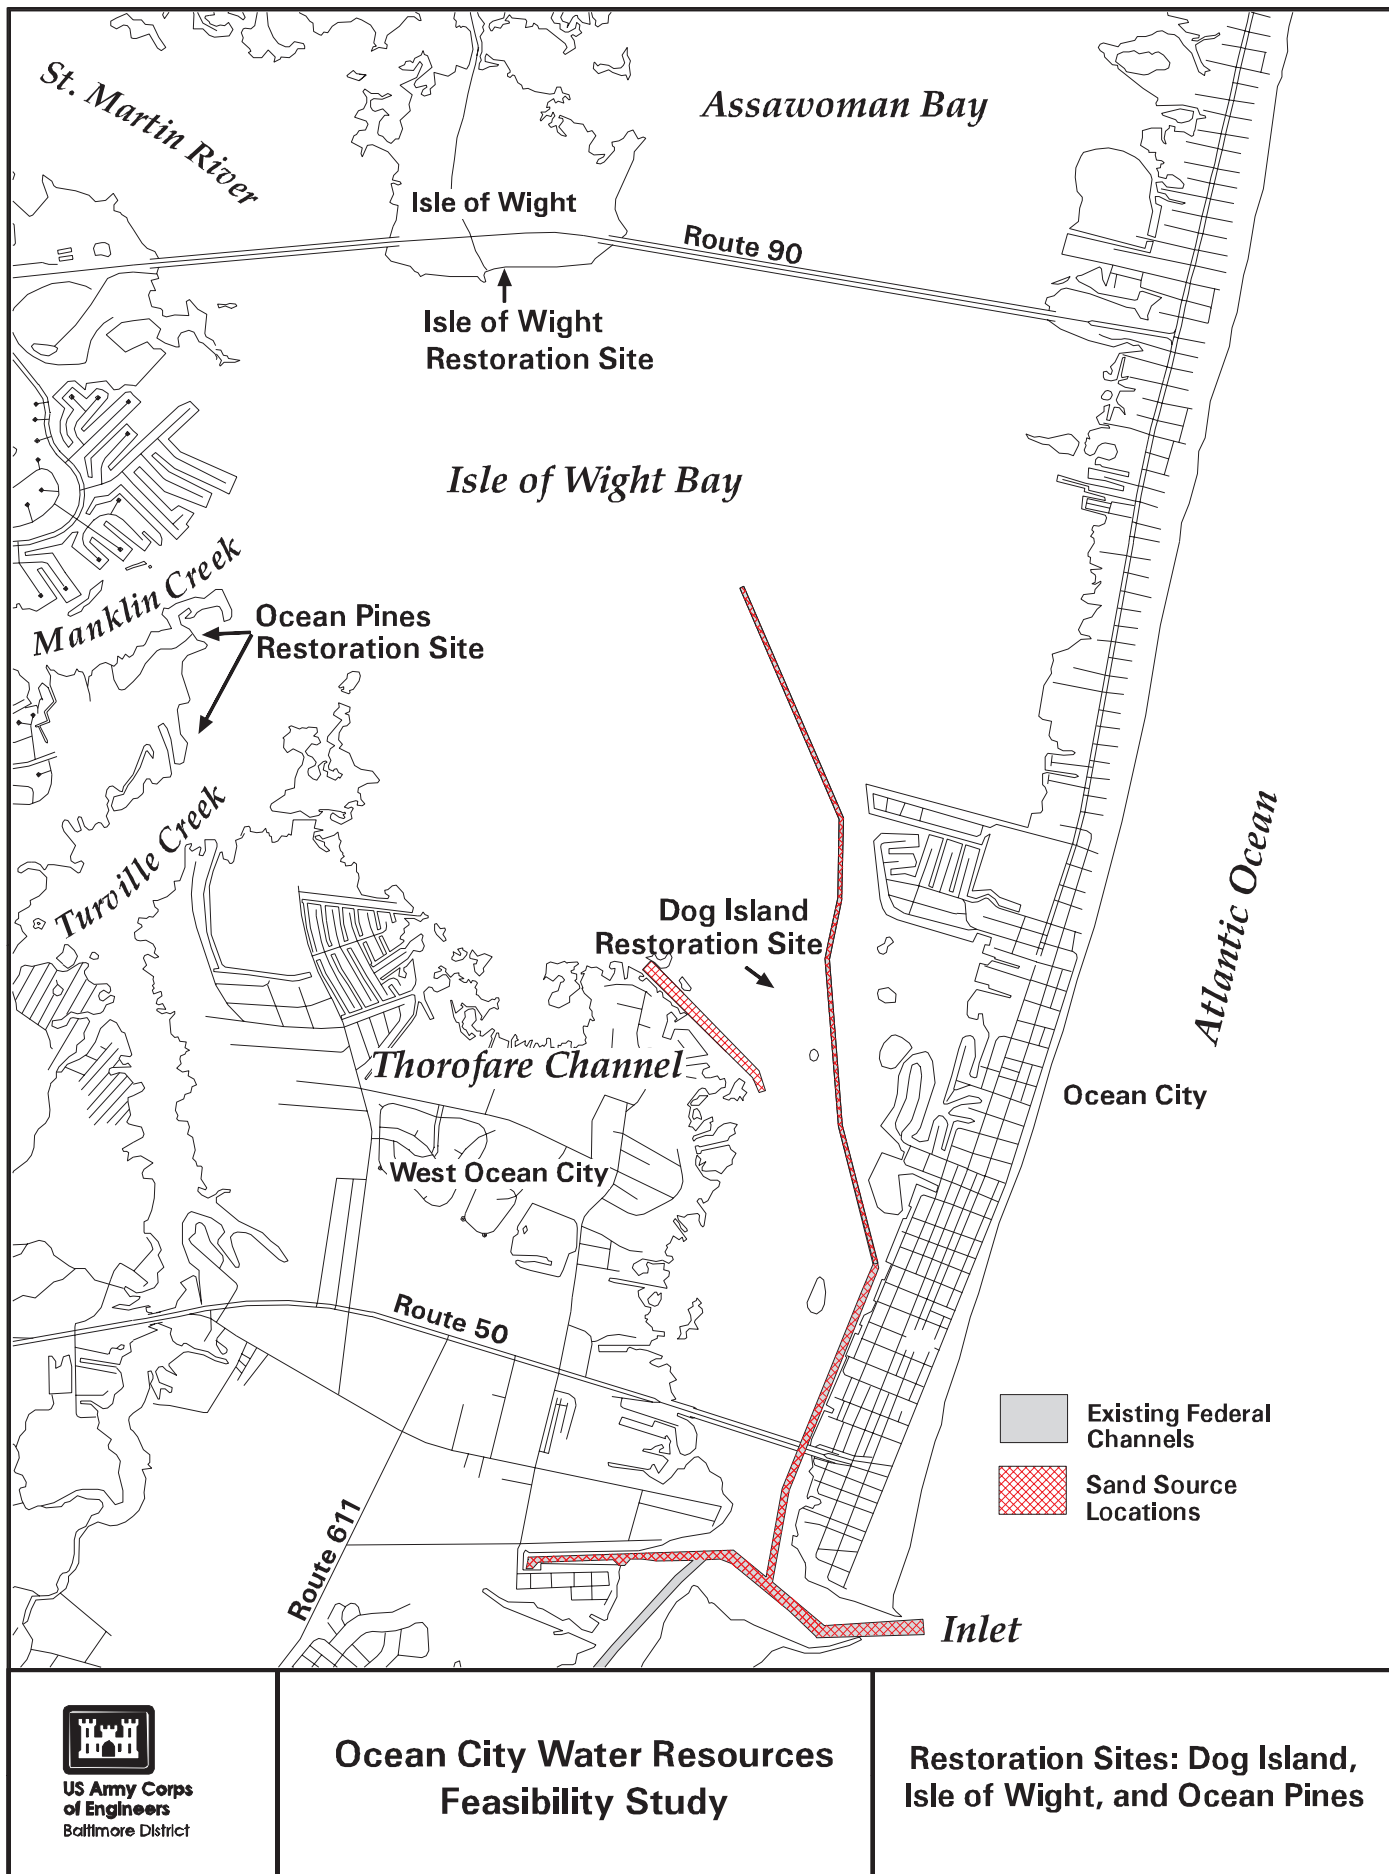 St. Martin River
Assawoman Bay
Isle of Wight
Route 90
Isle of Wight
Restoration Site
Isle of Wight Bay
Manklin Creek
Ocean Pines
Restoration Site
Turville Creek
Atlantic Ocean
Dog Island
Restoration Site
Thorofare Channel
Ocean City
West Ocean City
Route 50
Existing Federal
Channels
Sand Source
Locations
Route 611
Inlet
US Army Corps
of Engineers
Baltimore District
Ocean City Water Resources
Feasibility Study
Restoration Sites: Dog Island,
Isle of Wight, and Ocean Pines